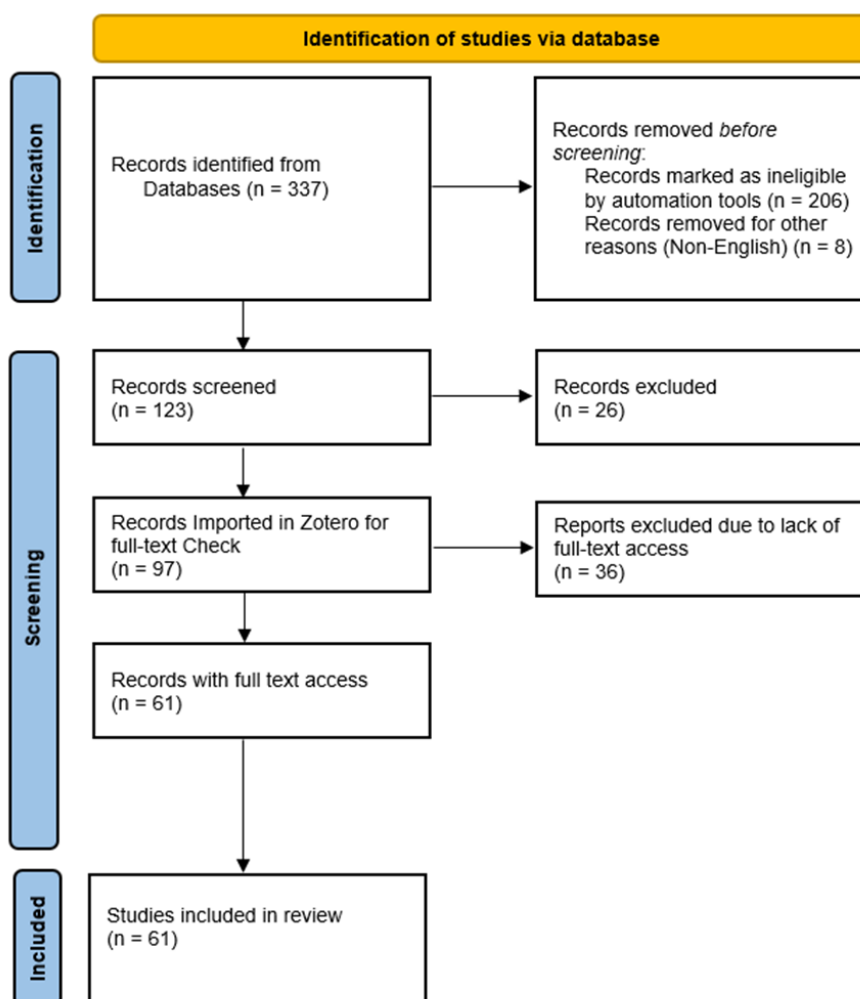 Identification of studies via database
Identification
Records identified from
Databases (n = 337)
Records removed before
screening:
Records marked as ineligible
by automation tools (n = 206)
Records removed for other
reasons (Non-English) (n = 8)
Screening
Records screened
(n = 123)
Records excluded
(n = 26)
Records Imported in Zotero for
full-text Check
(n = 97)
Reports excluded due to lack of
full-text access
(n = 36)
Records with full text access
(n = 61)
Included
Studies included in review
(n = 61)